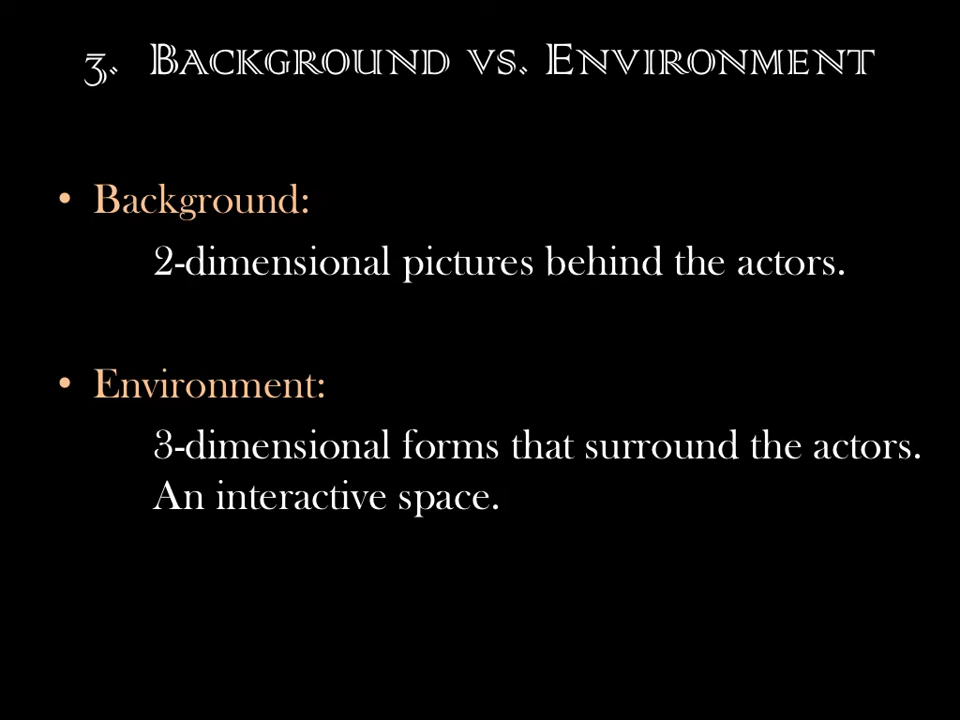 3. Background vs. Environment
• Background:
2-dimensional pictures behind the actors.
• Environment:
3-dimensional forms that surround the actors.
An interactive space.